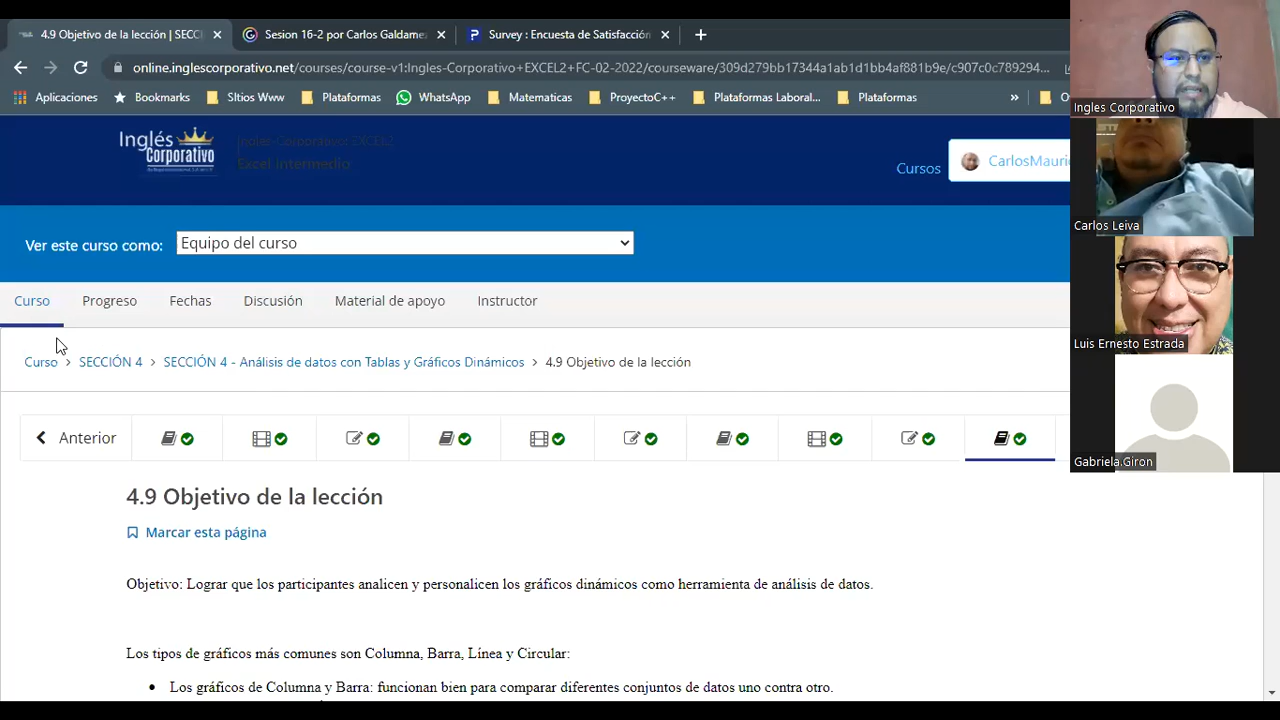 4.9 Objetivo de la lección | SECCI
Sesion 16-2 por Carlos Galdame
Survey : Encuesta de Satisfacción
online.inglescorporativo.net/courses/course-v1:Ingles-Co
+EXCEL2+FC-02-2022/courseware/
Aplicaciones
Bookmarks
SItios Www
Plataformas
WhatsApp
Matematicas
ProyectoC++
Plataformas Laboral...
Plataformas
»
Inglés Corporativo
Ingles-Corporativo: EXCEL2
Excel intermedio
Cursos
CarlosMauri
Ver este curso como:
Equipo del curso
Curso
Progreso
Fechas
Discusión
Material de apoyo
Instructor
Curso > SECCIÓN 4 > SECCIÓN 4 - Análisis de datos con Tablas y Gráficos Dinámicos > 4.9 Objetivo de la lección
Anterior
4.9 Objetivo de la lección
Marcar esta página
Objetivo: Lograr que los participantes analicen y personalicen los gráficos dinámicos como herramienta de análisis de datos.
Los tipos de gráficos más comunes son Columna, Barra, Línea y Circular:
• Los gráficos de Columna y Barra: funcionan bien para comparar diferentes conjuntos de datos uno contra otro.
Ingles Corporativo
Carlos Leiva
Luis Ernesto Estrada
Gabriela.Giron